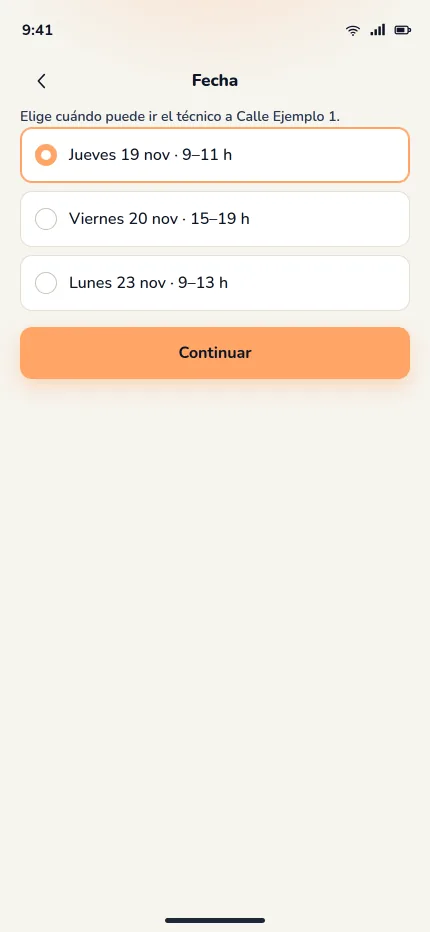 9:41
Fecha
Elige cuándo puede ir el técnico a Calle Ejemplo 1.
Jueves 19 nov · 9–11 h
Viernes 20 nov · 15–19 h
Lunes 23 nov · 9–13 h
Continuar